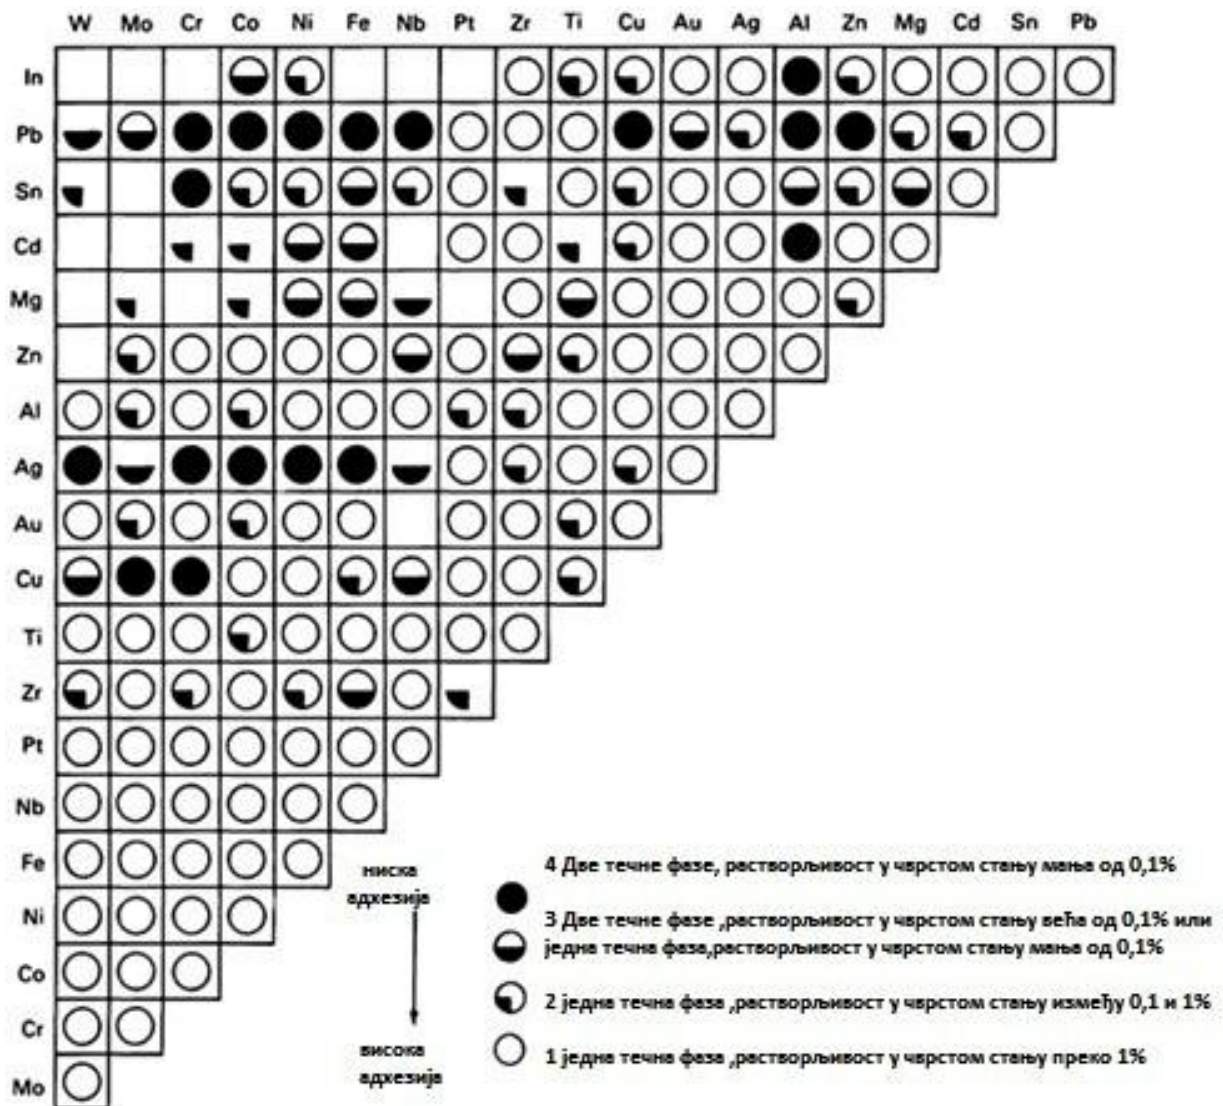 W Mo Cr Co Ni Fe Nb Pt Zr Ti Cu Au Ag Al Zn Mg Cd Sn Pb
In
Pb
Sn
Cd
Mg
Zn
Al
Ag
Au
Cu
Ti
Zr
Pt
Nb
Fe
Ni
Co
Cr
Mo
ниска
адхезија
висока
адхезија
4 Две течне фазе, растворљивост у чврстом стању мања од 0,1%
3 Две течне фазе ,растворљивост у чврстом стању већа од 0,1% или
једна течна фаза,растворљивост у чврстом стању мања од 0,1%
2 једна течна фаза ,растворљивост у чврстом стању између 0,1 и 1%
1 једна течна фаза ,растворљивост у чврстом стању преко 1%